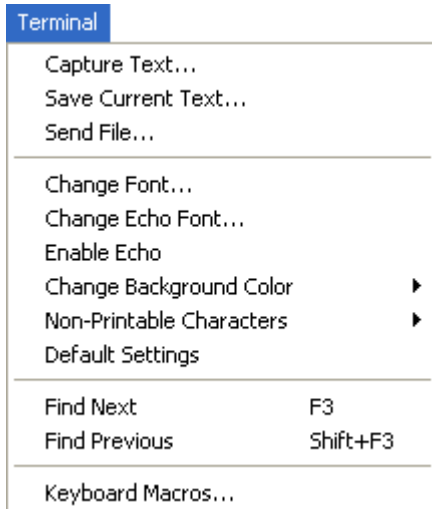 Terminal
Capture Text...
Save Current Text...
Send File...
Change Font...
Change Echo Font...
Enable Echo
Change Background Color
Non-Printable Characters
Default Settings
Find Next F3
Find Previous Shift+F3
Keyboard Macros...